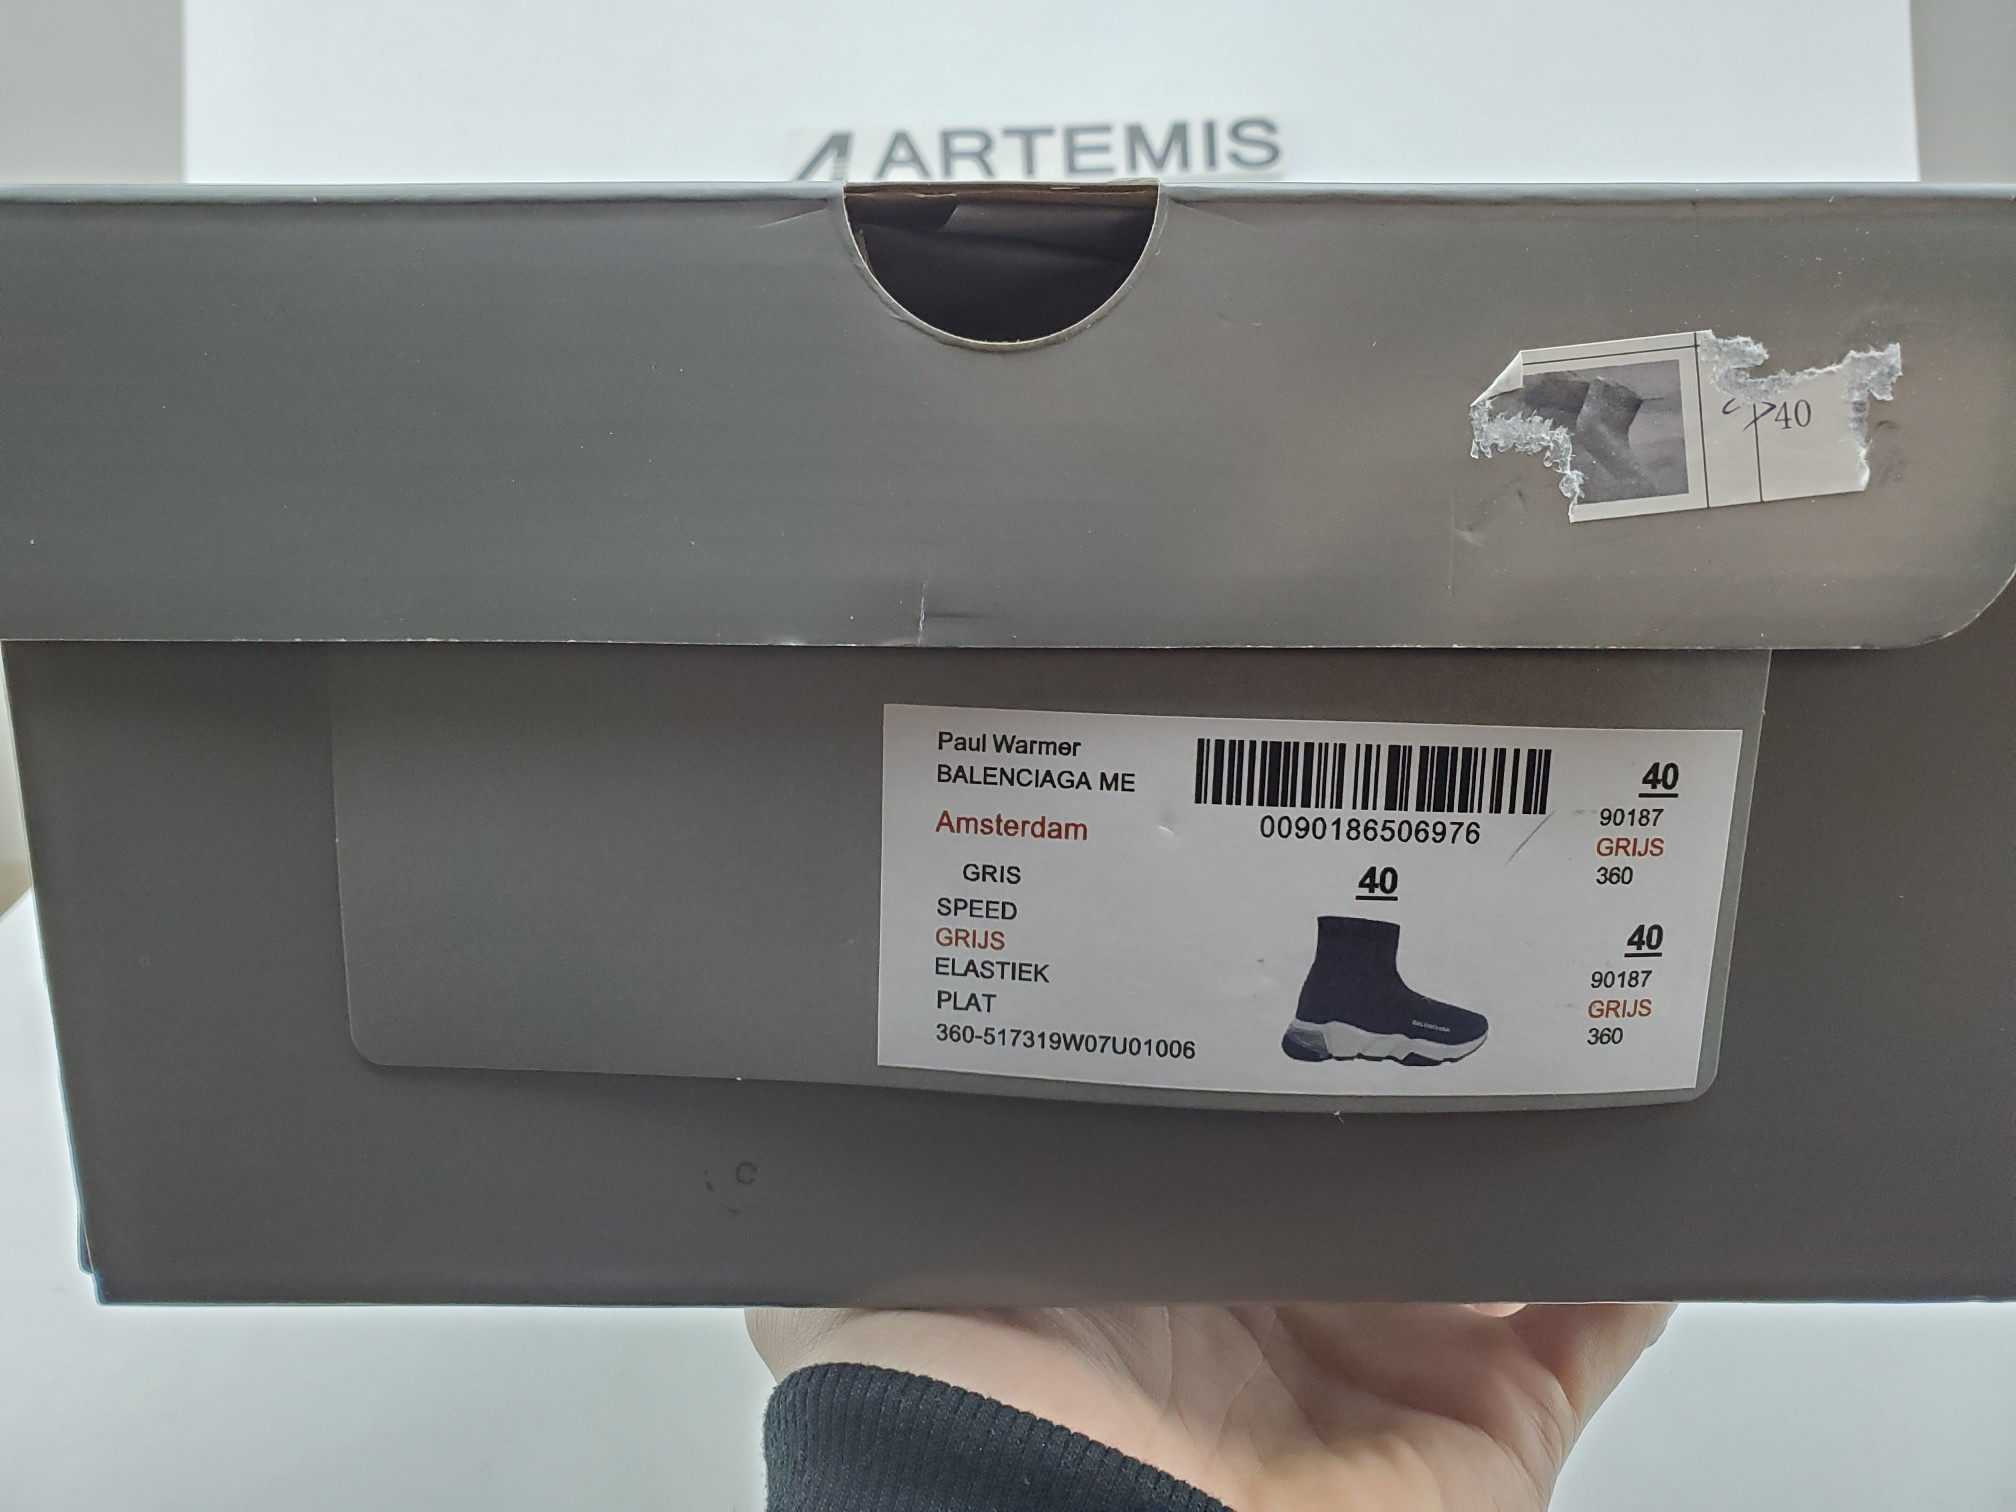 ARTEMIS
40
Paul Warmer
BALENCIAGA ME
Amsterdam
GRIS
SPEED
GRIJS
ELASTIEK
PLAT
360-517319W07U01006
0090186506976
40
BALENCIAGA
40
90187
GRIJS
360
40
90187
GRIJS
360